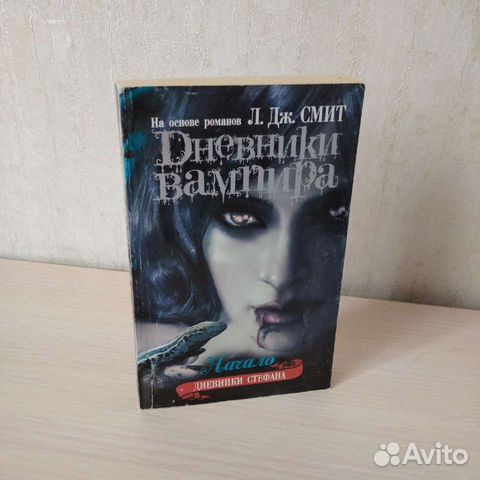 На основе романов Л. Дж. СМИТ
Дневники
вампира
Начало
ДНЕВНИКИ СТЕФАНА
Avito